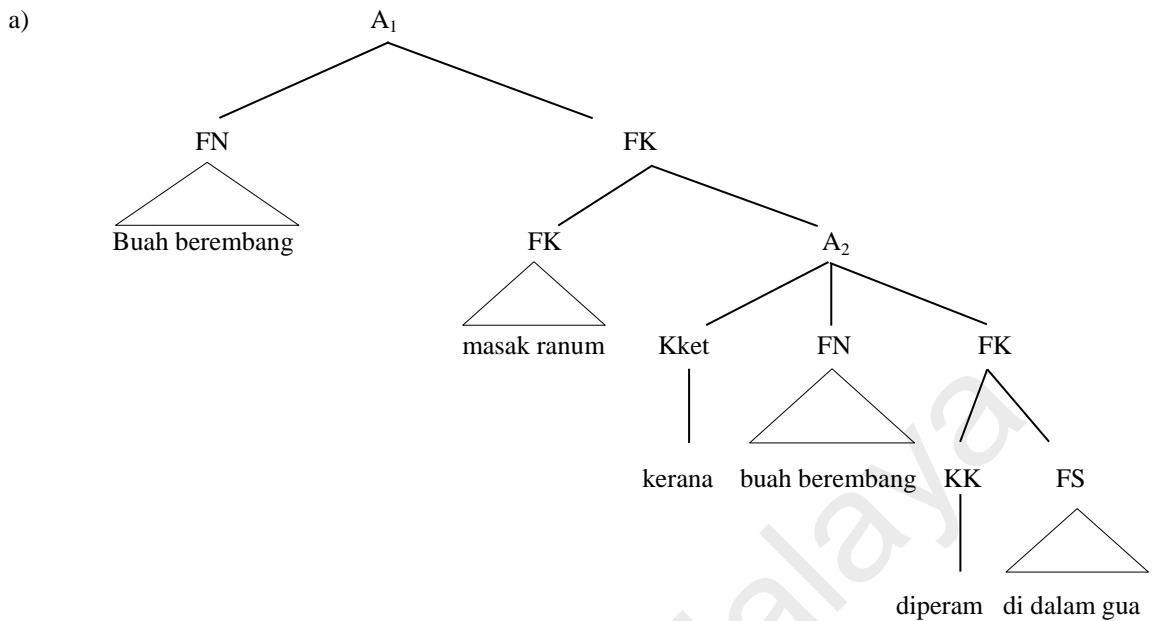 a) A₁
FN FK
Buah berembang FK A₂
masak ranum Kket FN FK
kerana buah berembang KK FS
diperam di dalam gua
alaya